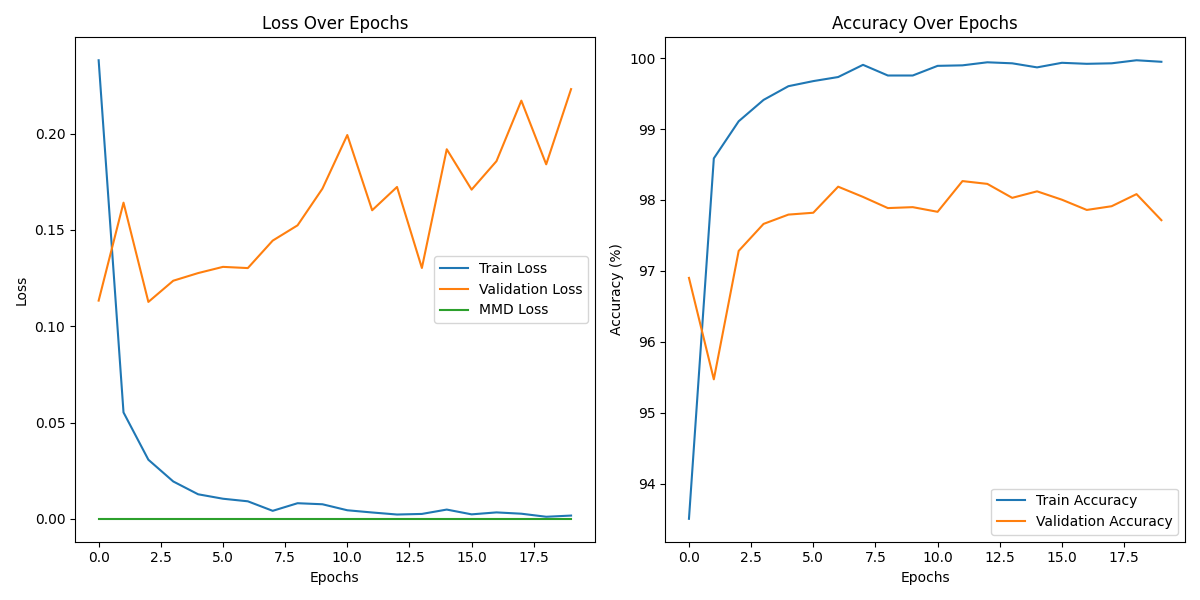 Loss Over Epochs
Loss
0.20
0.15
0.10
0.05
0.00
Train Loss
Validation Loss
MMD Loss
0.0 2.5 5.0 7.5 10.0 12.5 15.0 17.5
Epochs
Accuracy Over Epochs
Accuracy (%)
100
99
98
97
96
95
94
Train Accuracy
Validation Accuracy
0.0 2.5 5.0 7.5 10.0 12.5 15.0 17.5
Epochs